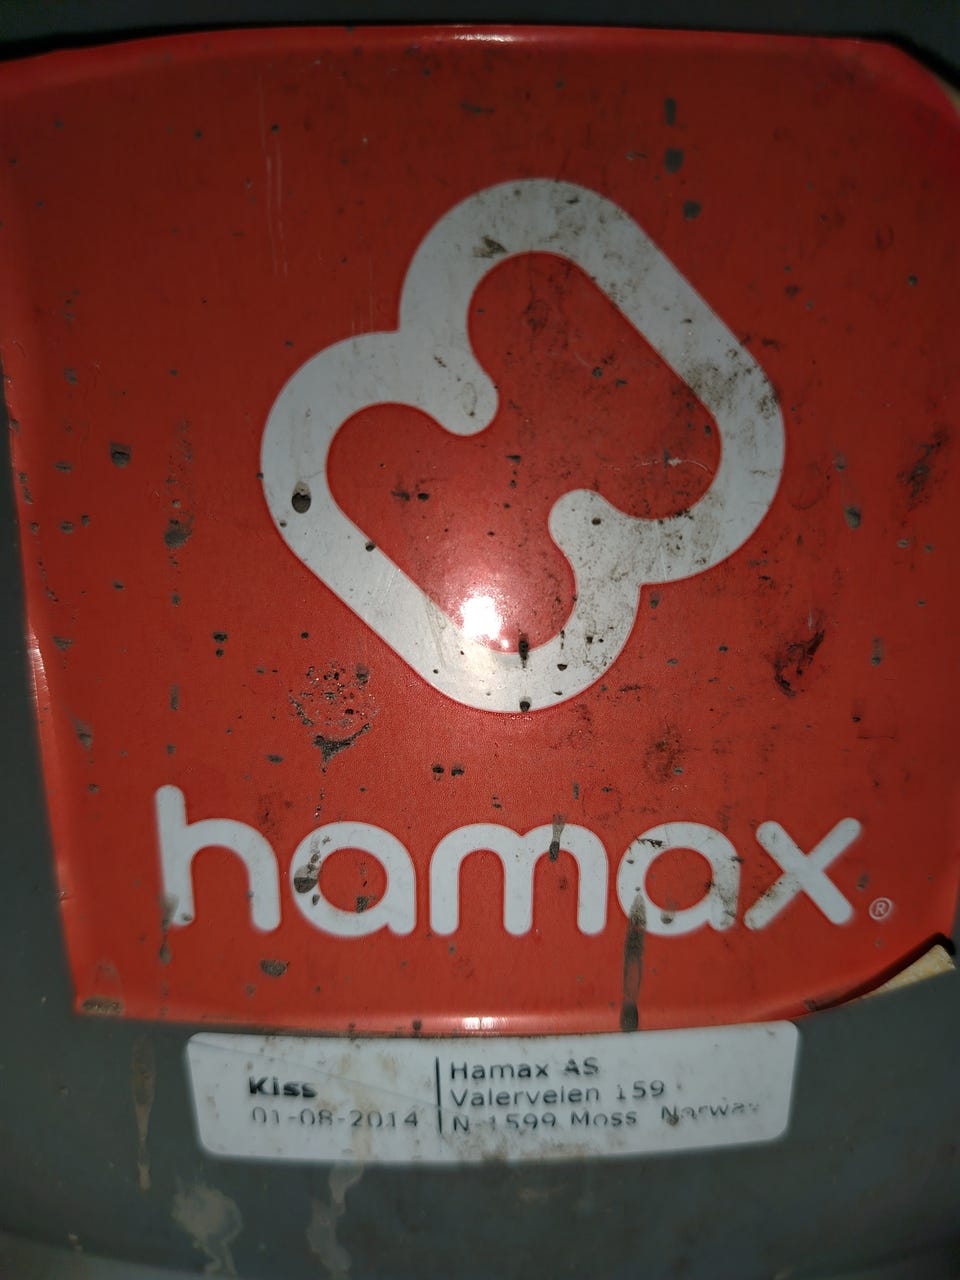 hamax®
Kiss
01-08-2014
Hamax AS
Valerveien 159
N-1599 Moss Norway